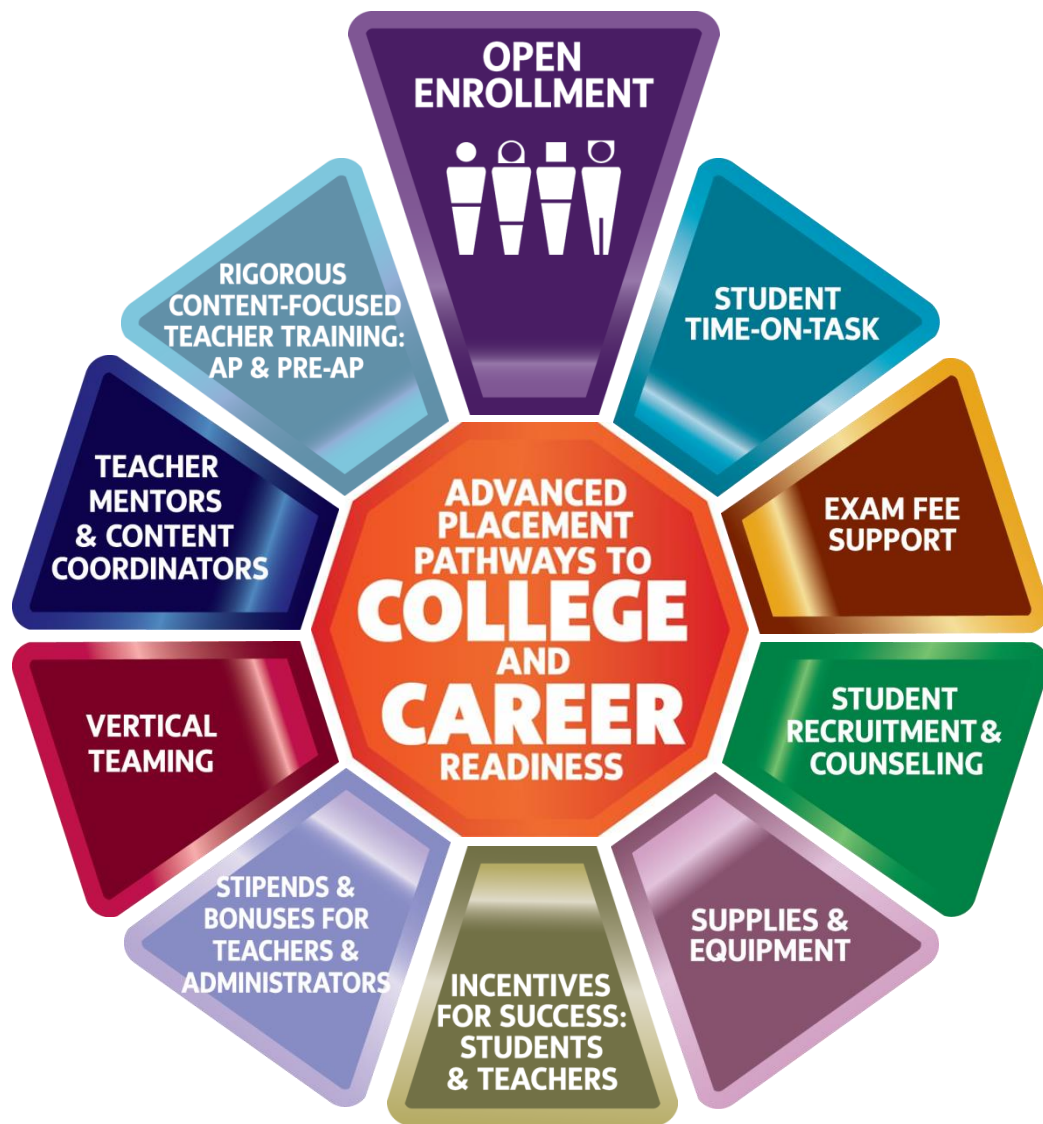 OPEN
ENROLLMENT
STUDENT
TIME-ON-TASK
EXAM FEE
SUPPORT
STUDENT
RECRUITMENT &
COUNSELING
SUPPLIES &
EQUIPMENT
INCENTIVES
FOR SUCCESS:
STUDENTS
& TEACHERS
STIPENDS &
BONUSES FOR
TEACHERS &
ADMINISTRATORS
VERTICAL
TEAMING
TEACHER
MENTORS
& CONTENT
COORDINATORS
RIGOROUS
CONTENT-FOCUSED
TEACHER TRAINING:
AP & PRE-AP
ADVANCED
PLACEMENT
PATHWAYS TO
COLLEGE
AND
CAREER
READINESS